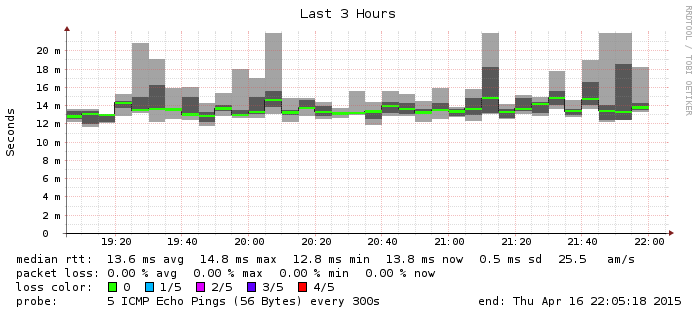 Last 3 Hours
RRDTOOL / TOBI OETIKER
Seconds
20 m
18 m
16 m
14 m
12 m
10 m
8 m
6 m
4 m
2 m
0
19:20 19:40 20:00 20:20 20:40 21:00 21:20 21:40 22:00
median rtt: 13.6 ms avg 14.8 ms max 12.8 ms min 13.8 ms now 0.5 ms sd 25.5 am/s
packet loss: 0.00 % avg 0.00 % max 0.00 % min 0.00 % now
loss color: 0 1/5 2/5 3/5 4/5
probe: 5 ICMP Echo Pings (56 Bytes) every 300s end: Thu Apr 16 22:05:18 2015